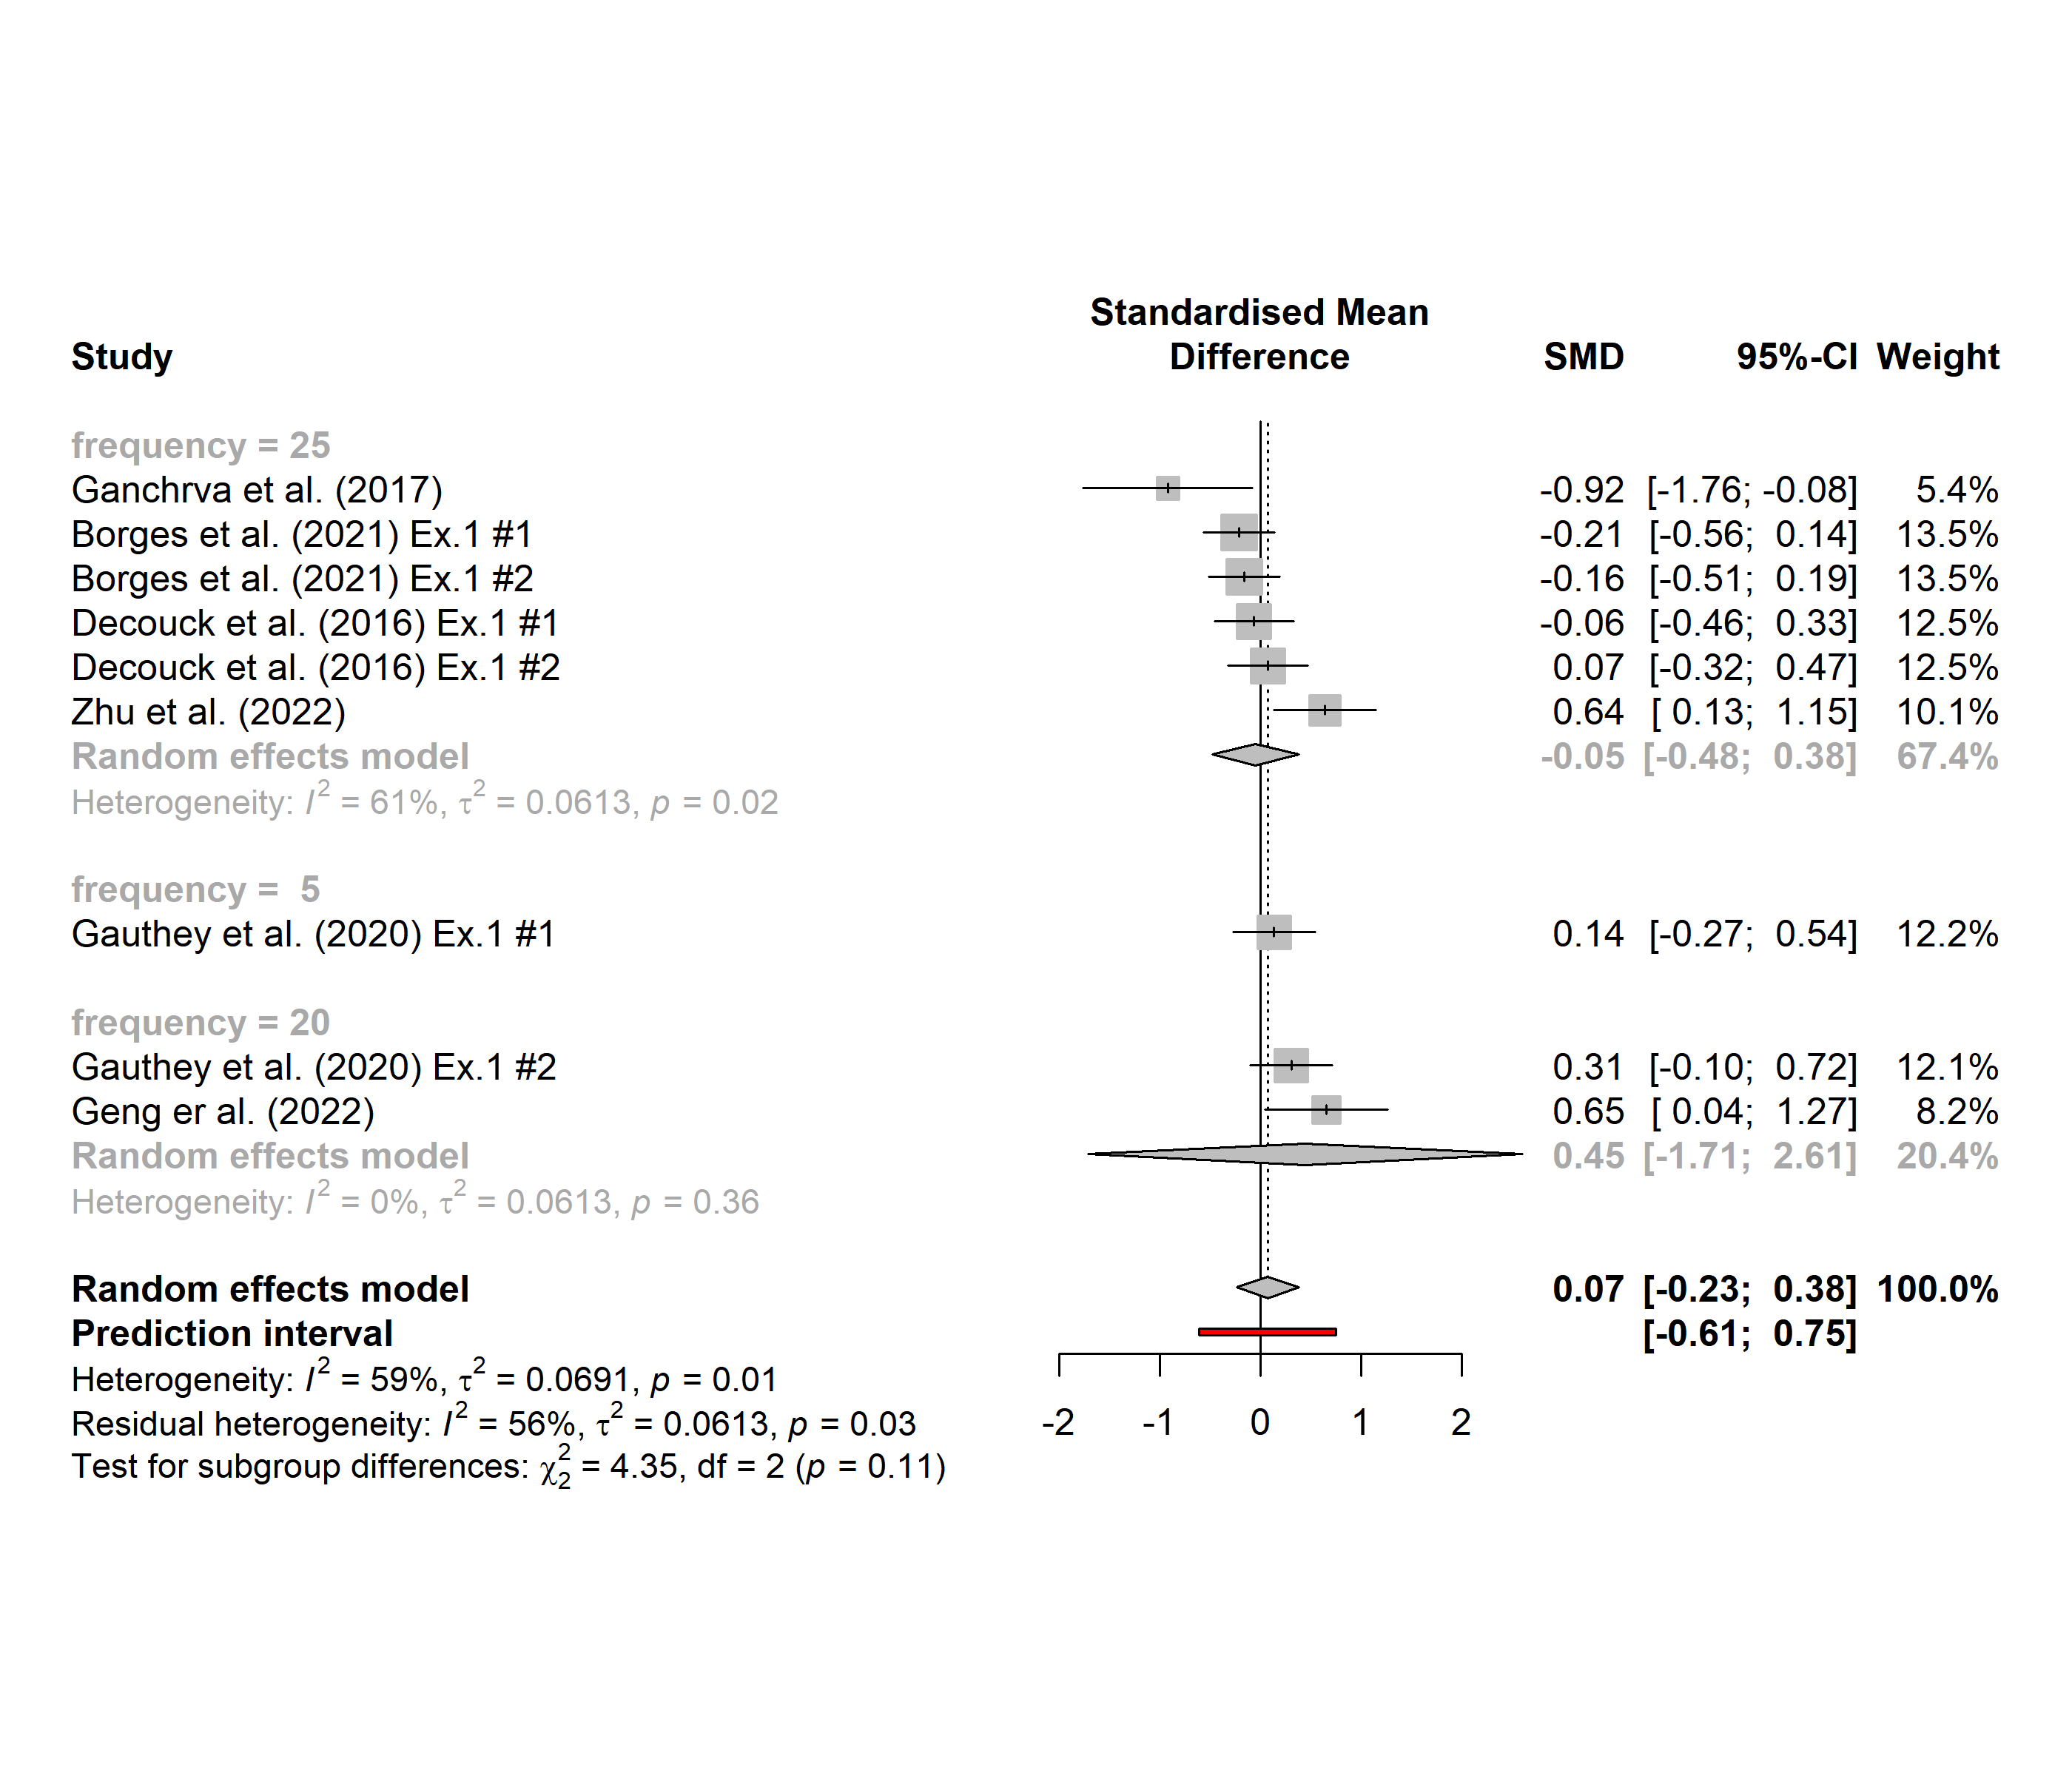 Standardised Mean
Study Difference SMD 95%-CI Weight
frequency = 25
Ganchrva et al. (2017) -0.92 [-1.76; -0.08] 5.4%
Borges et al. (2021) Ex.1 #1 -0.21 [-0.56; 0.14] 13.5%
Borges et al. (2021) Ex.1 #2 -0.16 [-0.51; 0.19] 13.5%
Decouck et al. (2016) Ex.1 #1 -0.06 [-0.46; 0.33] 12.5%
Decouck et al. (2016) Ex.1 #2 0.07 [-0.32; 0.47] 12.5%
Zhu et al. (2022) 0.64 [ 0.13; 1.15] 10.1%
Random effects model -0.05 [-0.48; 0.38] 67.4%
Heterogeneity: I² = 61%, τ² = 0.0613, p = 0.02
frequency = 5
Gauthey et al. (2020) Ex.1 #1 0.14 [-0.27; 0.54] 12.2%
frequency = 20
Gauthey et al. (2020) Ex.1 #2 0.31 [-0.10; 0.72] 12.1%
Geng er al. (2022) 0.65 [ 0.04; 1.27] 8.2%
Random effects model 0.45 [-1.71; 2.61] 20.4%
Heterogeneity: I² = 0%, τ² = 0.0613, p = 0.36
Random effects model 0.07 [-0.23; 0.38] 100.0%
Prediction interval [-0.61; 0.75]
Heterogeneity: I² = 59%, τ² = 0.0691, p = 0.01
Residual heterogeneity: I² = 56%, τ² = 0.0613, p = 0.03
-2 -1 0 1 2
Test for subgroup differences: χ²₂ = 4.35, df = 2 (p = 0.11)